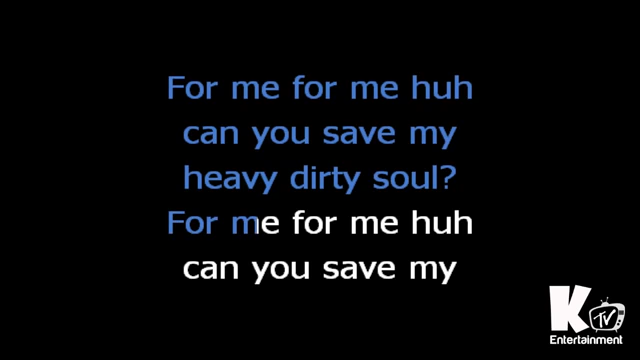 For me for me huh
can you save my
heavy dirty soul?
For me for me huh
can you save my
K TV
Entertainment